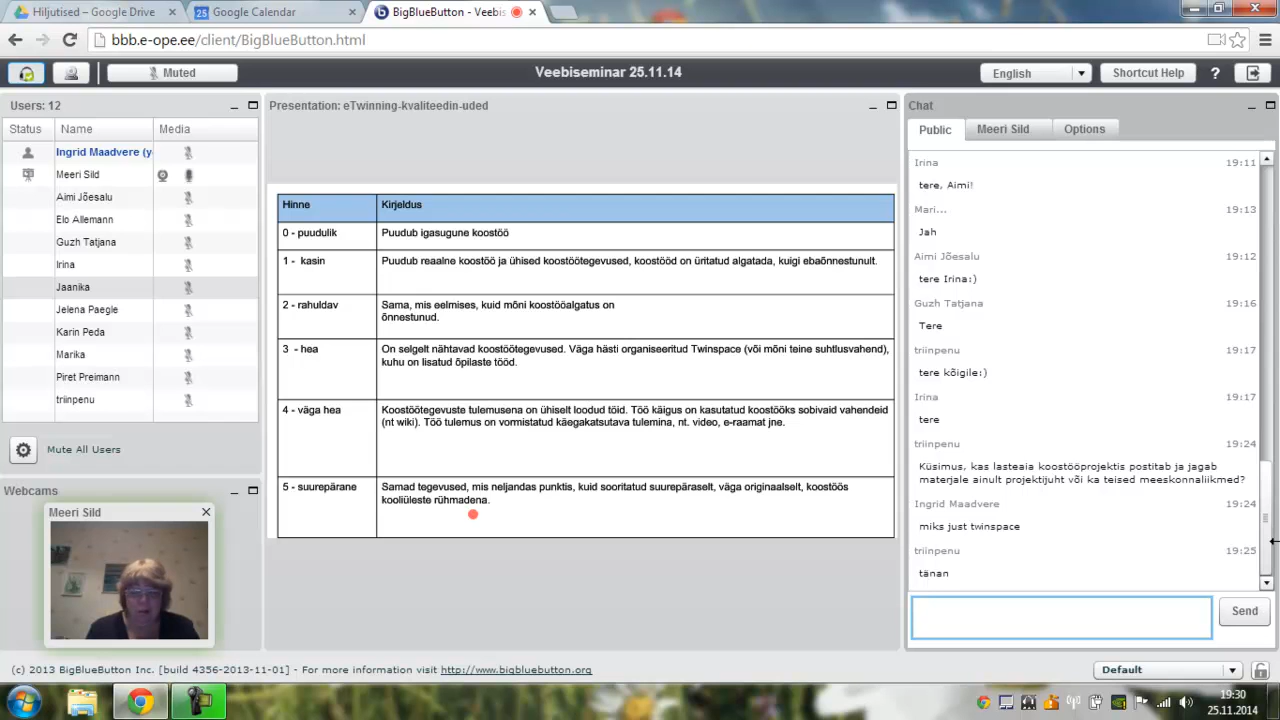 Hiljutised – Google Drive
Google Calendar
BigBlueButton - Veebis
bbb.e-ope.ee/client/BigBlueButton.html
Muted
Veebiseminar 25.11.14
English
Shortcut Help
?
Users: 12
Status Name Media
Ingrid Maadvere (y
Meeri Sild
Aimi Jõesalu
Elo Allemann
Guzh Tatjana
Irina
Jaanika
Jelena Paegle
Karin Peda
Marika
Piret Preimann
triinpenu
Mute All Users
Webcams
Meeri Sild
Presentation: eTwinning-kvaliteedin-uded
Hinne Kirjeldus
0 - puudulik Puudub igasugune koostöö
1 - kasin Puudub reaalne koostöö ja ühised koostöötegevused, koostööd on üritatud algatada, kuigi ebaõnnestunult.
2 - rahuldav Sama, mis eelmises, kuid mõni koostööalgatus on
õnnestunud.
3 - hea On selgelt nähtavad koostöötegevused. Väga hästi organiseeritud Twinspace (või mõni teine suhtlusvahend),
kuhu on lisatud õpilaste tööd.
4 - väga hea Koostöötegevuste tulemusena on ühiselt loodud töid. Töö käigus on kasutatud koostööks sobivaid vahendeid
(nt wiki). Töö tulemus on vormistatud käegakatsutava tulemina, nt. video, e-raamat jne.
5 - suurepärane Samad tegevused, mis neljandas punktis, kuid sooritatud suurepäraselt, väga originaalselt, koostöös
kooliüleste rühmadena.
Chat
Public Meeri Sild Options
Irina 19:11
tere, Aimi!
Mari... 19:13
Jah
Aimi Jõesalu 19:12
tere Irina:)
Guzh Tatjana 19:16
Tere
triinpenu 19:17
tere kõigile:)
Irina 19:17
tere
triinpenu 19:24
Küsimus, kas lasteaia koostööprojektis postitab ja jagab
materjale ainult projektijuht või ka teised meeskonnaliikmed?
Ingrid Maadvere 19:24
miks just twinspace
triinpenu 19:25
tänan
Send
(c) 2013 BigBlueButton Inc. [build 4356-2013-11-01] - For more information visit http://www.bigbluebutton.org
Default
19:30
25.11.2014